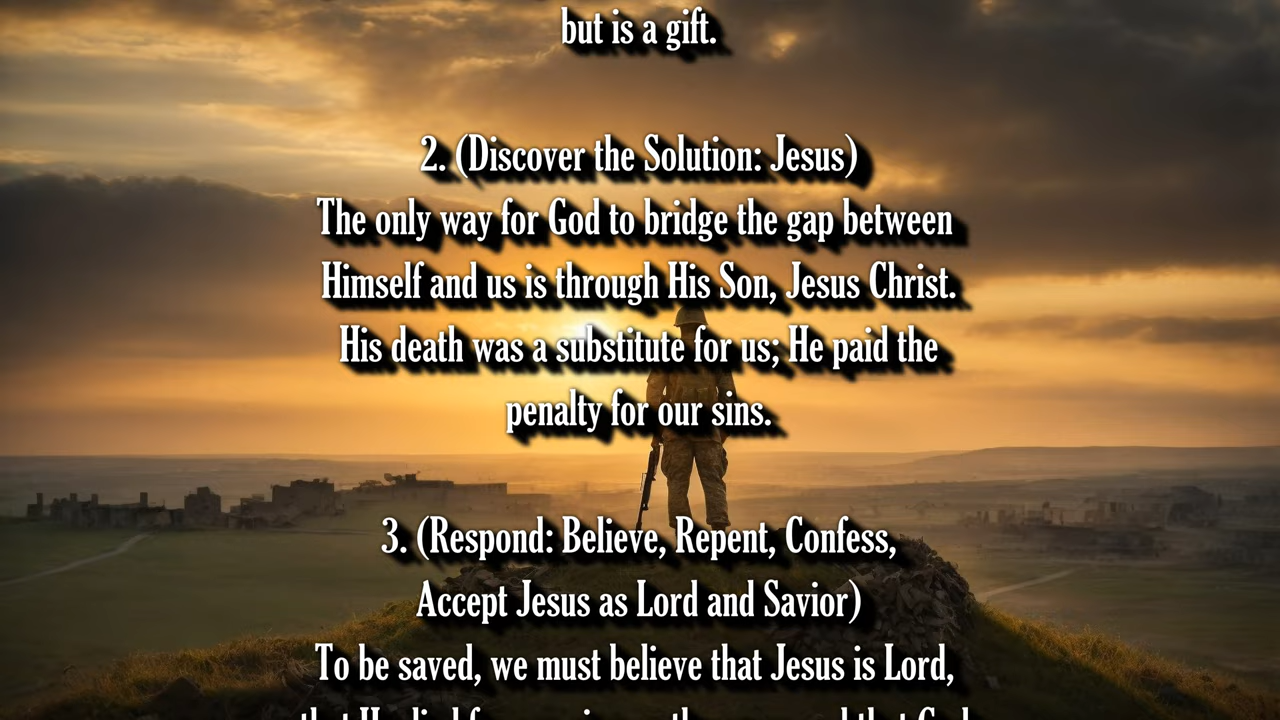 but is a gift.
2. (Discover the Solution: Jesus)
The only way for God to bridge the gap between
Himself and us is through His Son, Jesus Christ.
His death was a substitute for us; He paid the
penalty for our sins.
3. (Respond: Believe, Repent, Confess,
Accept Jesus as Lord and Savior)
To be saved, we must believe that Jesus is Lord,